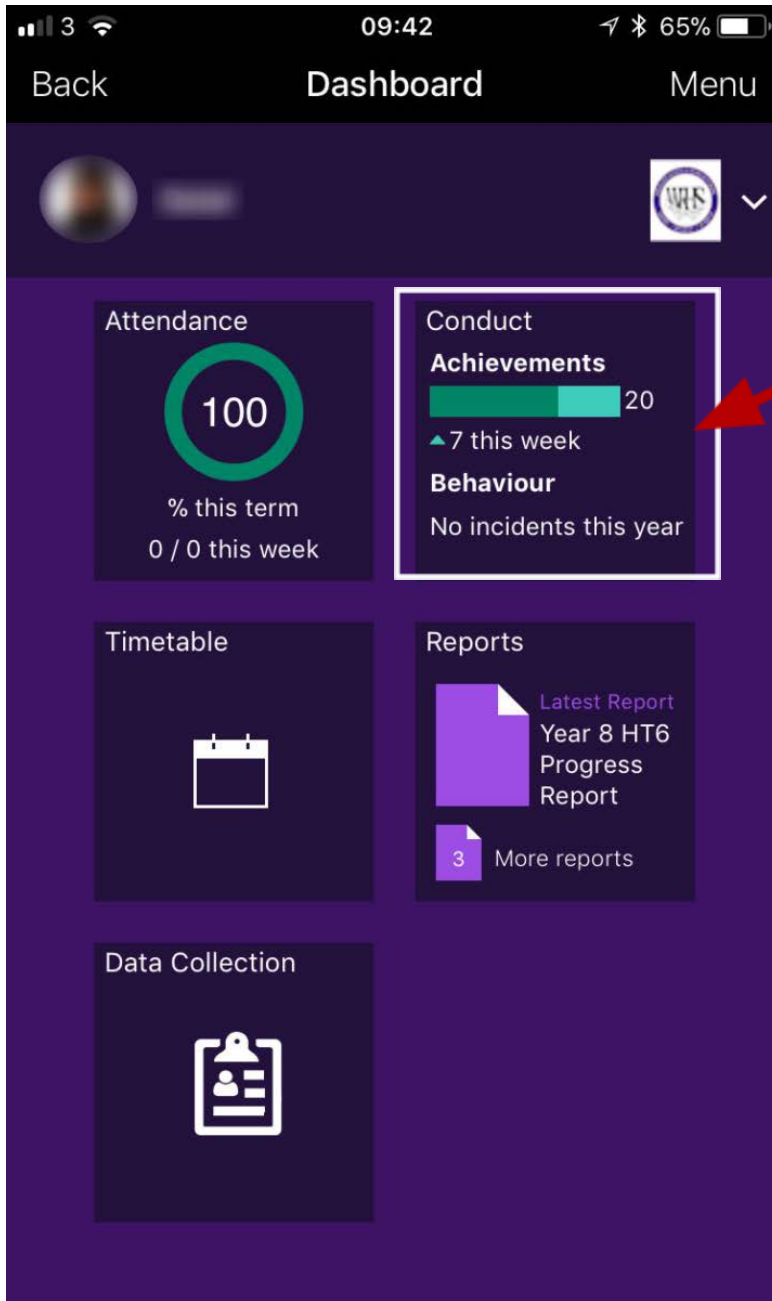 3 09:42 65%
Back Dashboard Menu
WRHS
Attendance
100
% this term
0 / 0 this week
Conduct
Achievements
20
7 this week
Behaviour
No incidents this year
Timetable
Reports
Latest Report
Year 8 HT6
Progress
Report
3 More reports
Data Collection